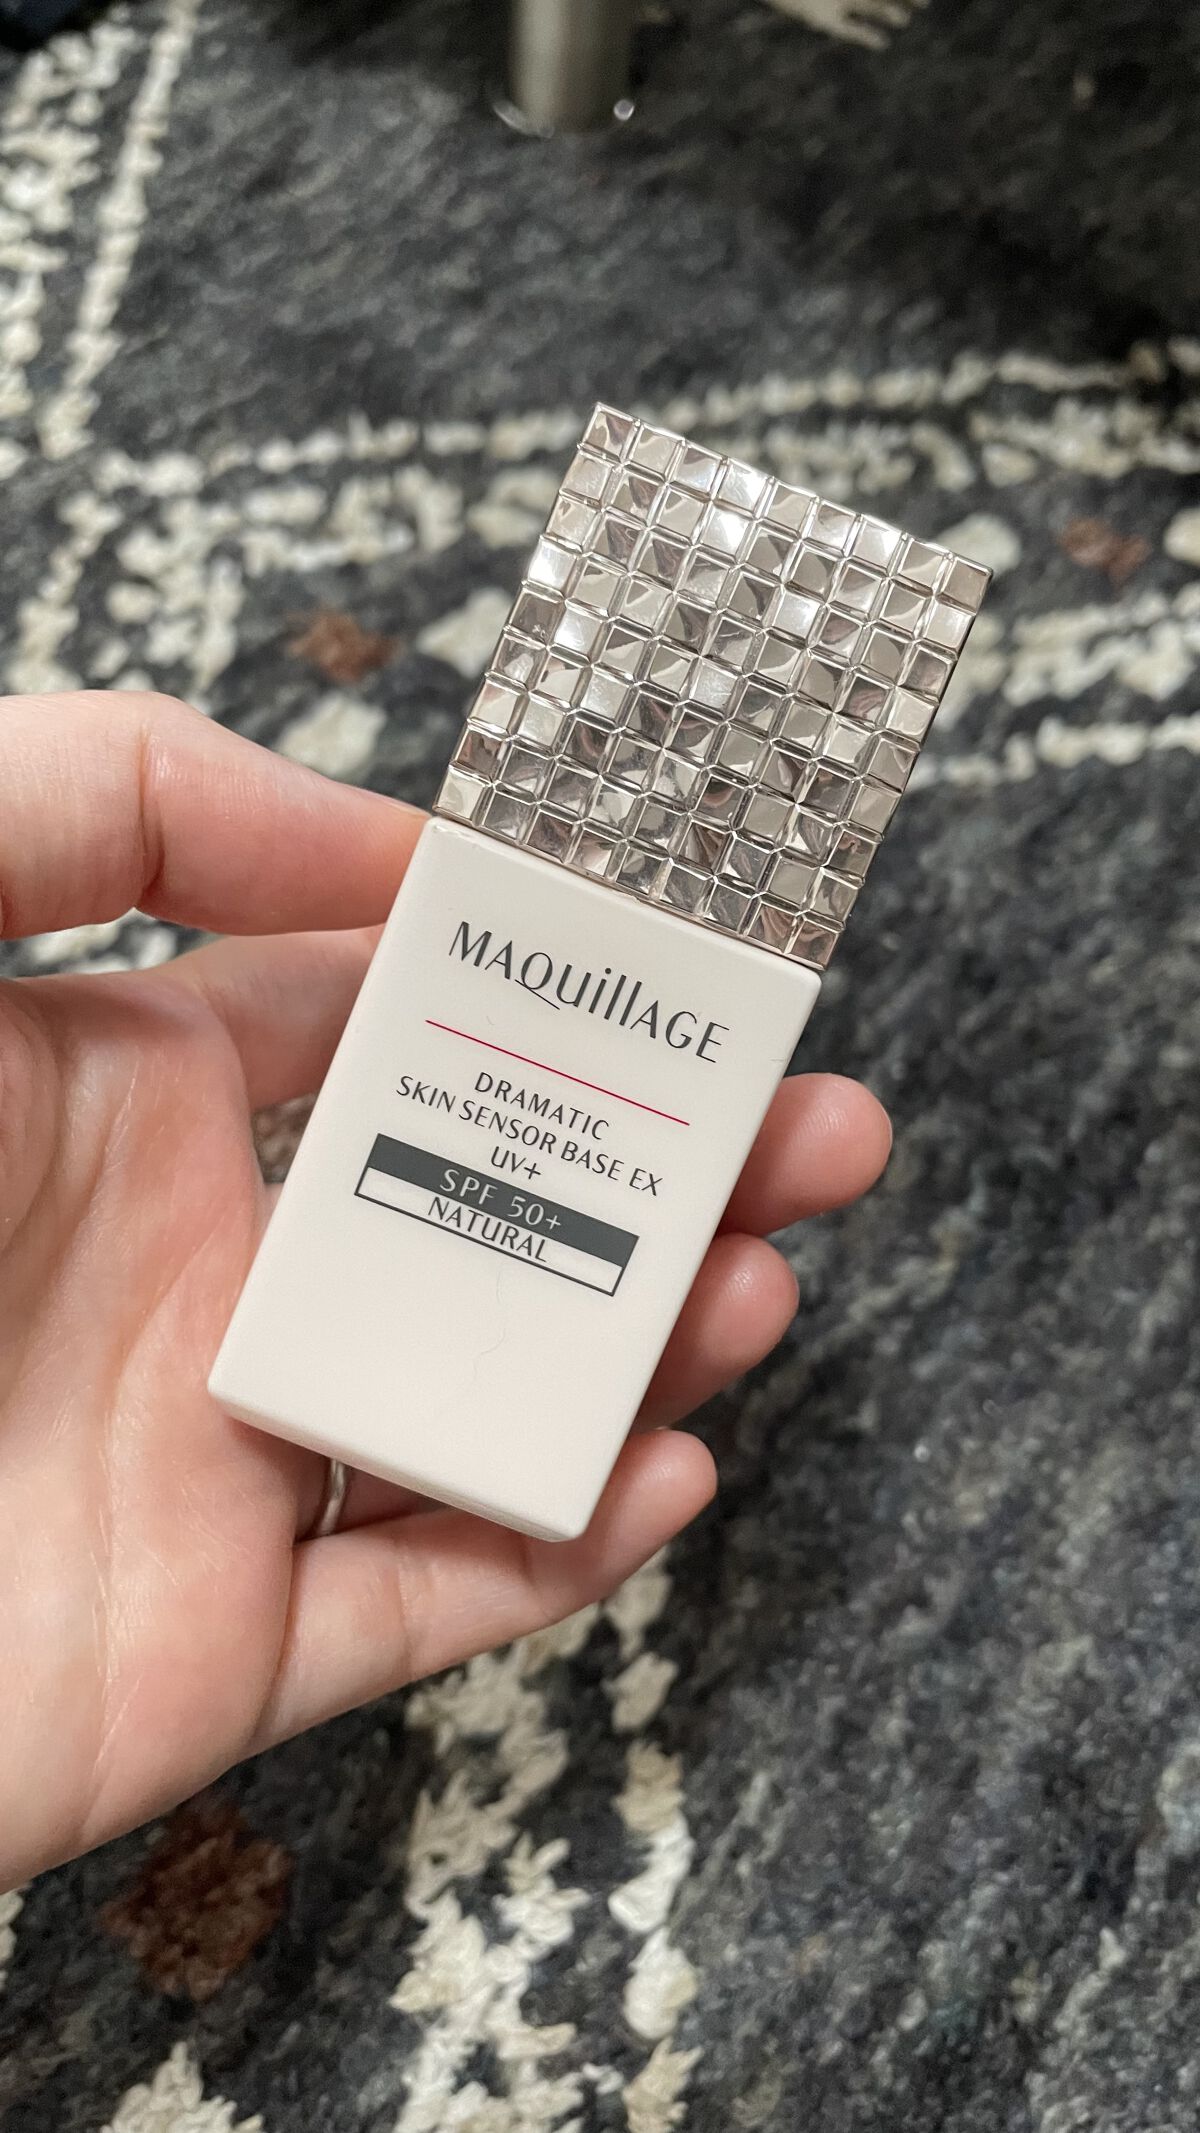 MAQuillAGE
DRAMATIC
SKIN SENSOR BASE EX
UV+
SPF 50+
NATURAL